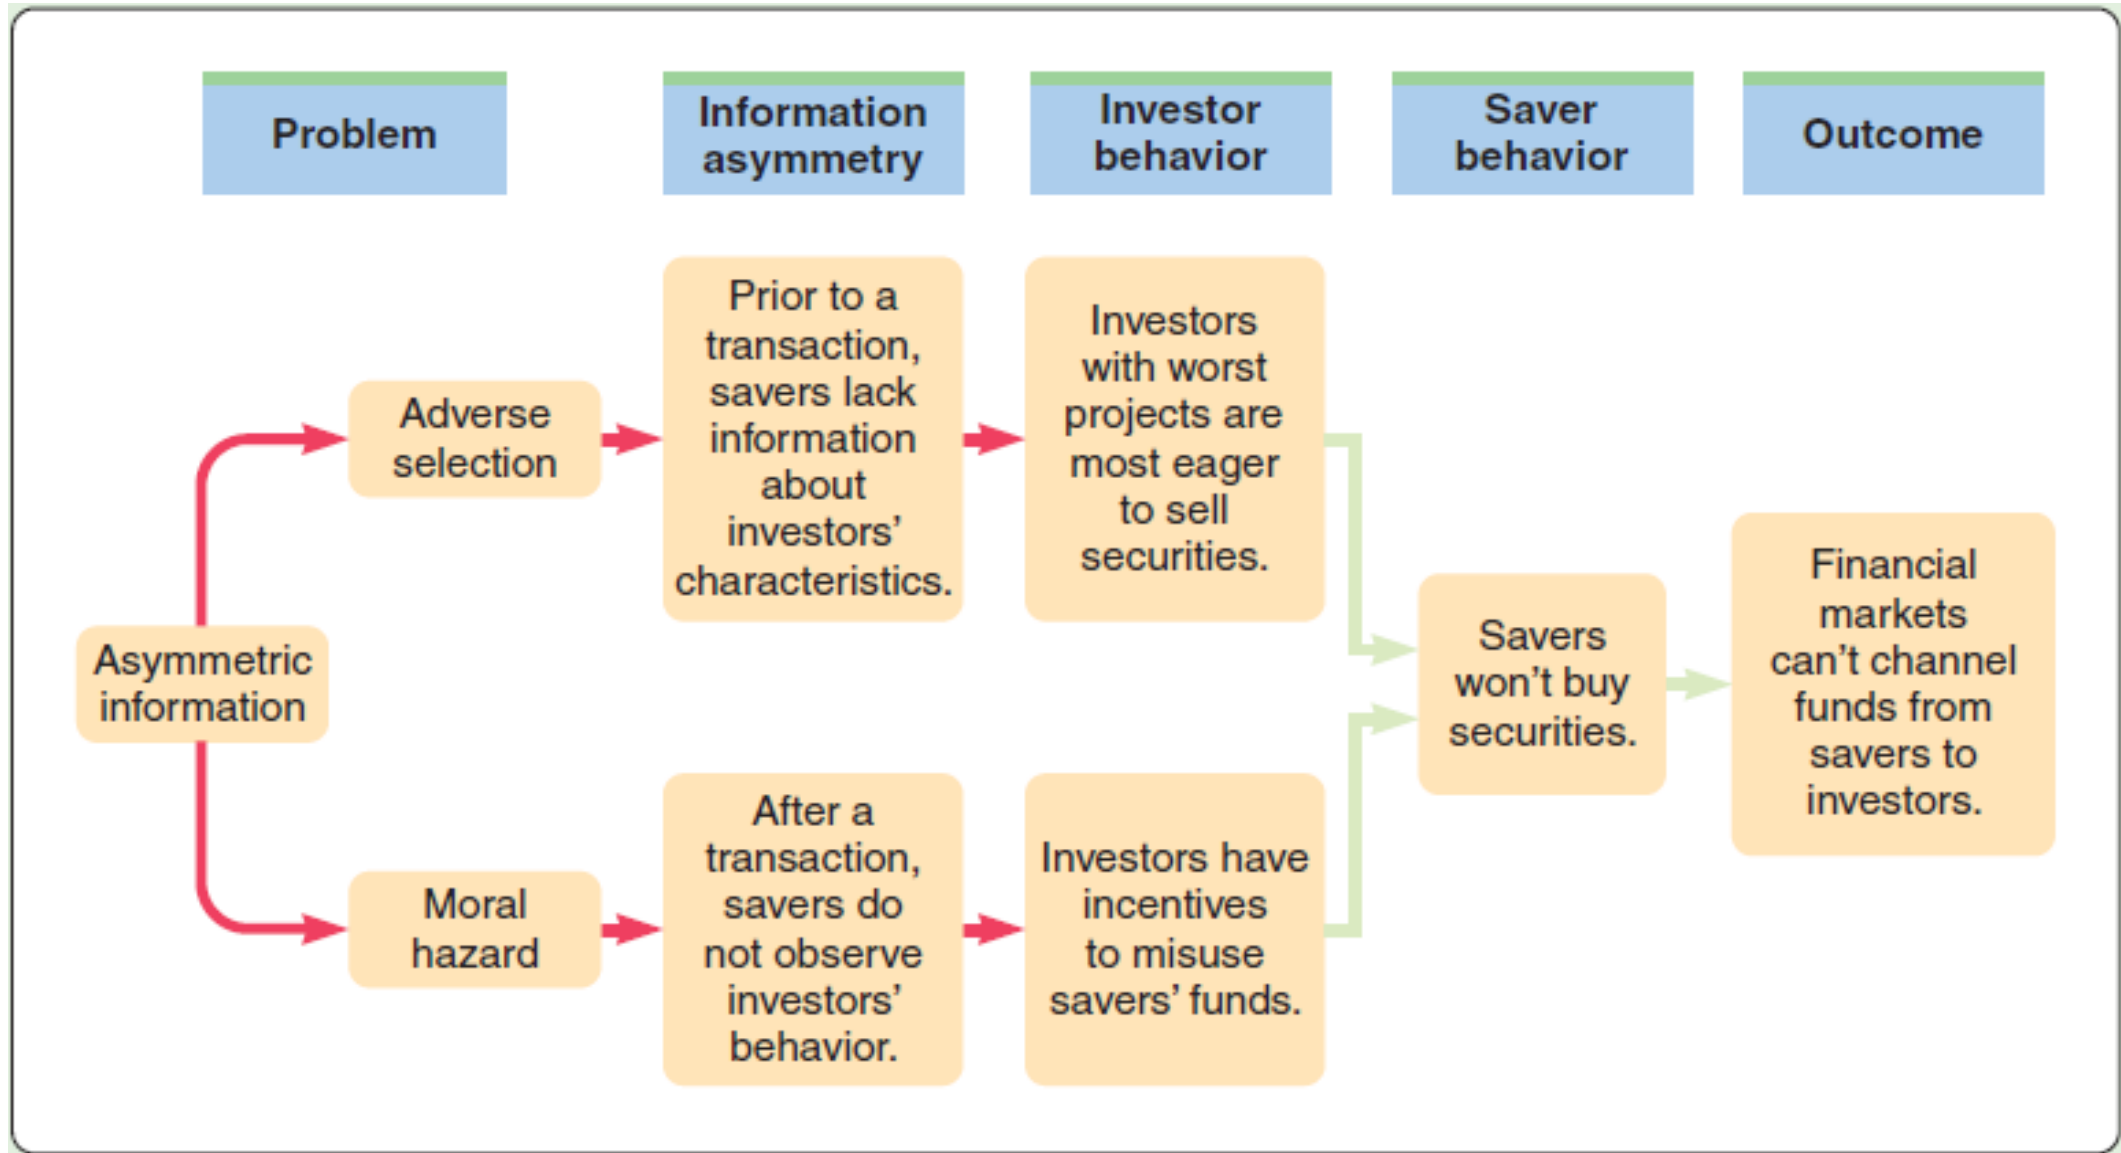 Problem
Information
asymmetry
Investor
behavior
Saver
behavior
Outcome
Asymmetric
information
Adverse
selection
Prior to a
transaction,
savers lack
information
about
investors’
characteristics.
Investors
with worst
projects are
most eager
to sell
securities.
Moral
hazard
After a
transaction,
savers do
not observe
investors’
behavior.
Investors have
incentives
to misuse
savers’ funds.
Savers
won’t buy
securities.
Financial
markets
can’t channel
funds from
savers to
investors.